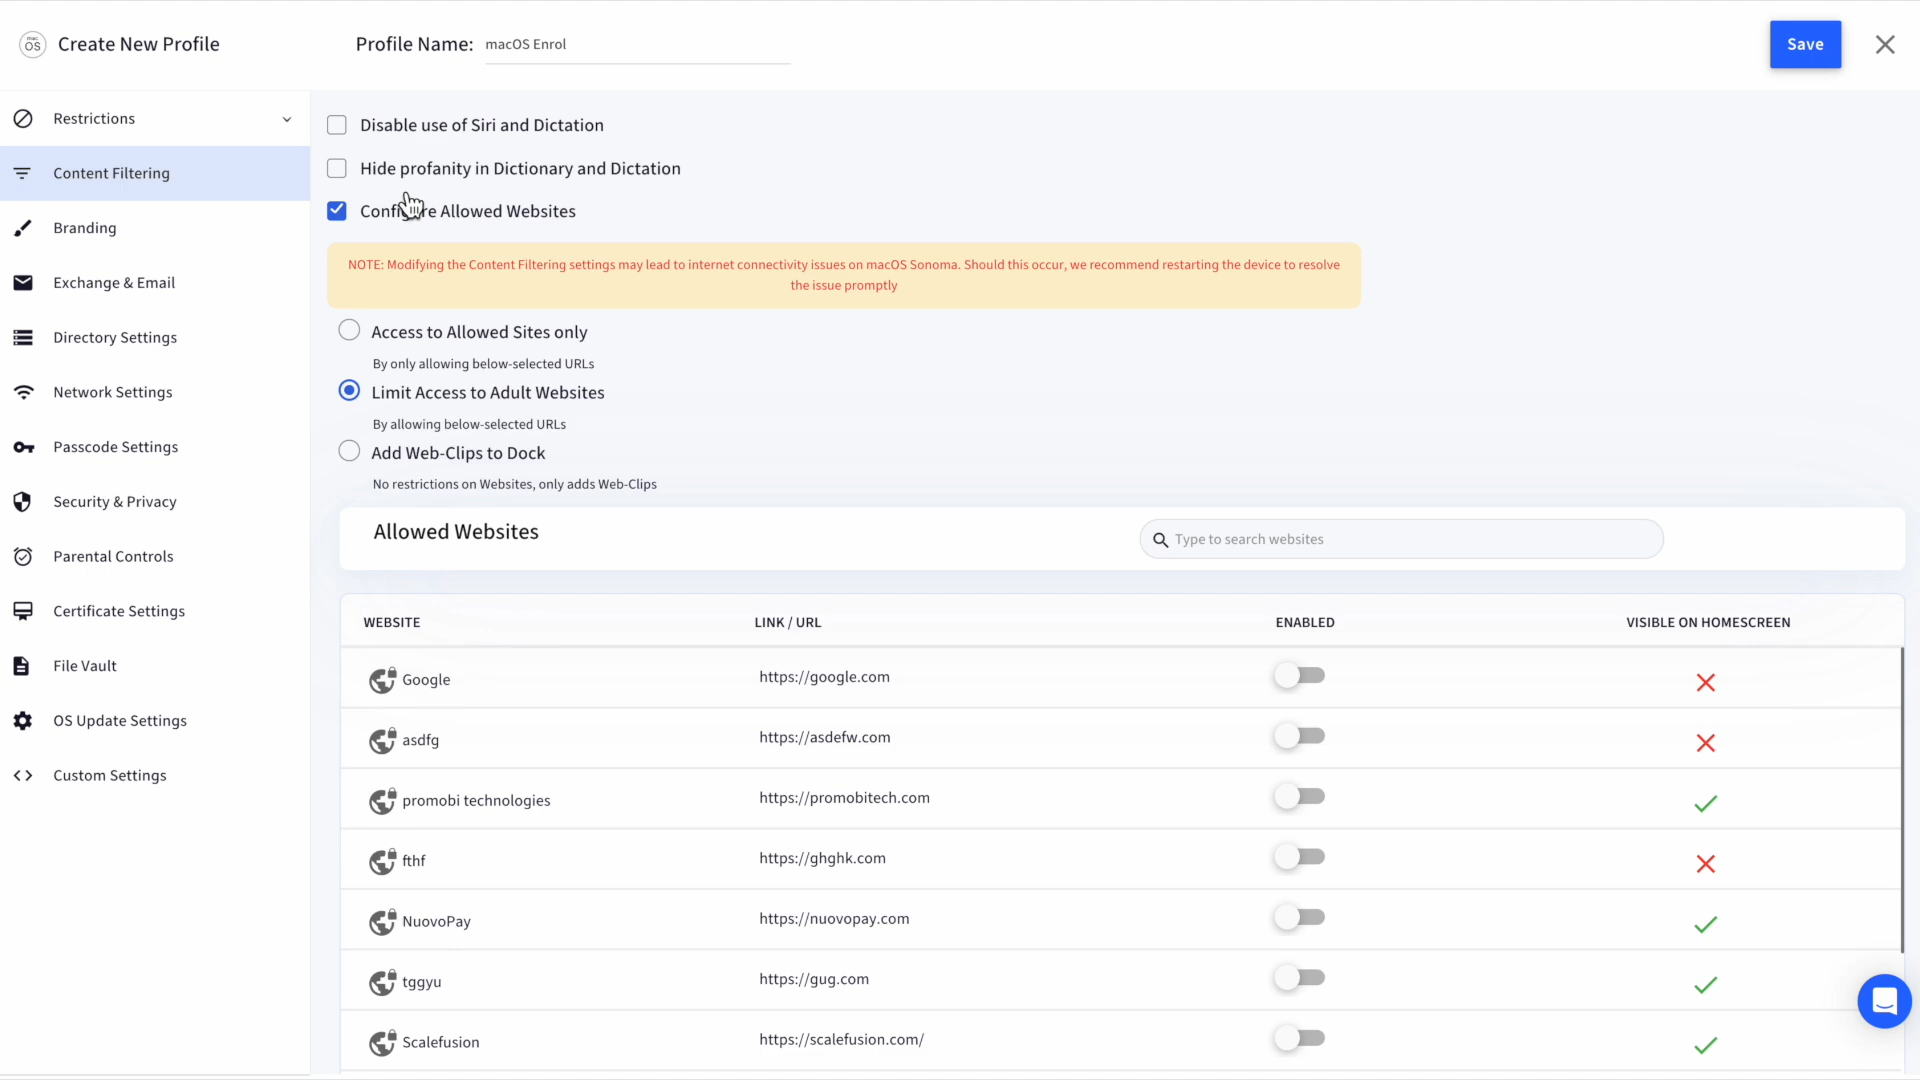 mac
OS
Create New Profile
Profile Name: macOS Enrol
Save
Restrictions
Content Filtering
Branding
Exchange & Email
Directory Settings
Network Settings
Passcode Settings
Security & Privacy
Parental Controls
Certificate Settings
File Vault
OS Update Settings
Custom Settings
Disable use of Siri and Dictation
Hide profanity in Dictionary and Dictation
Configure Allowed Websites
NOTE: Modifying the Content Filtering settings may lead to internet connectivity issues on macOS Sonoma. Should this occur, we recommend restarting the device to resolve
the issue promptly
Access to Allowed Sites only
By only allowing below-selected URLs
Limit Access to Adult Websites
By allowing below-selected URLs
Add Web-Clips to Dock
No restrictions on Websites, only adds Web-Clips
Allowed Websites
Type to search websites
WEBSITE LINK / URL ENABLED VISIBLE ON HOMESCREEN
Google https://google.com
asdfg https://asdefw.com
promobi technologies https://promobitech.com
fthf https://ghghk.com
NuovoPay https://nuovopay.com
tggyu https://gug.com
Scalefusion https://scalefusion.com/